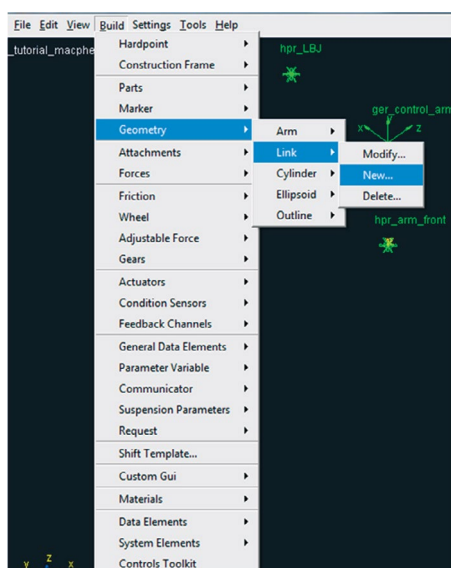 File Edit View Build Settings Tools Help
_tutorial_macphe
Hardpoint
Construction Frame
Parts
Marker
Geometry
Attachments
Forces
Friction
Wheel
Adjustable Force
Gears
Actuators
Condition Sensors
Feedback Channels
General Data Elements
Parameter Variable
Communicator
Suspension Parameters
Request
Shift Template...
Custom Gui
Materials
Data Elements
System Elements
Controls Toolkit
Arm
Link
Cylinder
Ellipsoid
Outline
Modify...
New...
Delete...
hpr_LBJ
ger_control_arm
x z
hpr_arm_front
y z x